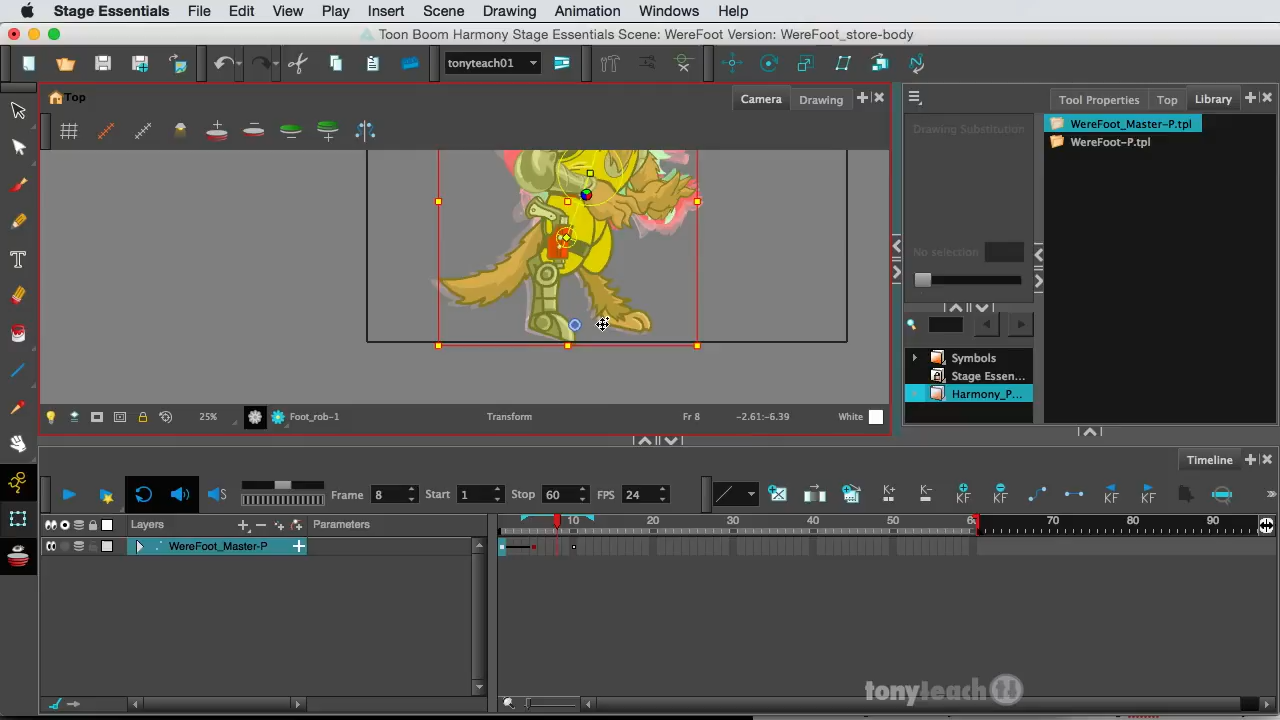 Stage Essentials File Edit View Play Insert Scene Drawing Animation Windows Help
Toon Boom Harmony Stage Essentials Scene: WereFoot Version: WereFoot_store-body
tonyteach01
Top
Camera Drawing
Tool Properties Top Library
Drawing Substitution
WereFoot_Master-P.tpl
WereFoot-P.tpl
No selection
Symbols
Stage Essen...
Harmony_P...
25% Foot_rob-1 Transform Fr 8 -2.61:-6.39 White
Timeline
S Frame 8 Start 1 Stop 60 FPS 24 K+ K- KF KF KF KF
Layers Parameters 10 20 30 40 50 60 70 80 90
WereFoot_Master-P
tonyteach